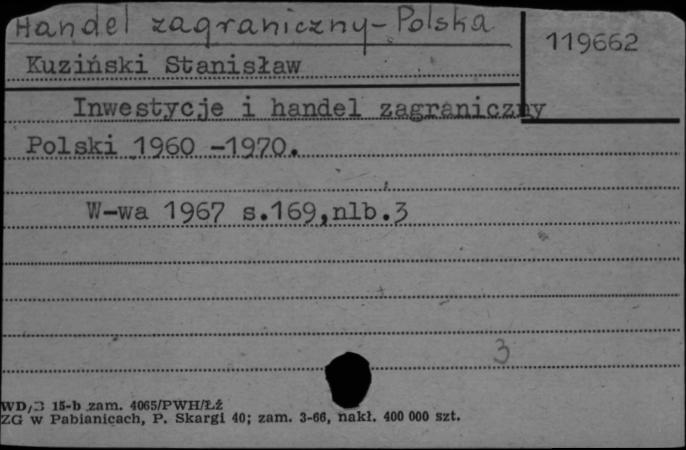 Handel zagraniczny - Polska
119662
Kuziński Stanisław
Inwestycje i handel zagraniczny
Polski 1960 -1970.
W-wa 1967 s.169,nlb.3
3
WD/3 15-b zam. 4065/PWH/Łź
ZG w Pabianicach, P. Skargi 40; zam. 3-66, nakł. 400 000 szt.